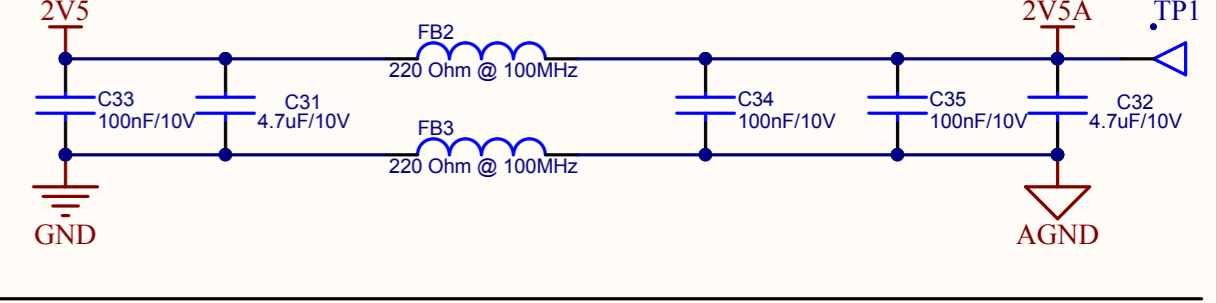 2V5
2V5A
TP1
FB2
220 Ohm @ 100MHz
C33
100nF/10V
C31
4.7uF/10V
C34
100nF/10V
C35
100nF/10V
C32
4.7uF/10V
FB3
220 Ohm @ 100MHz
GND
AGND